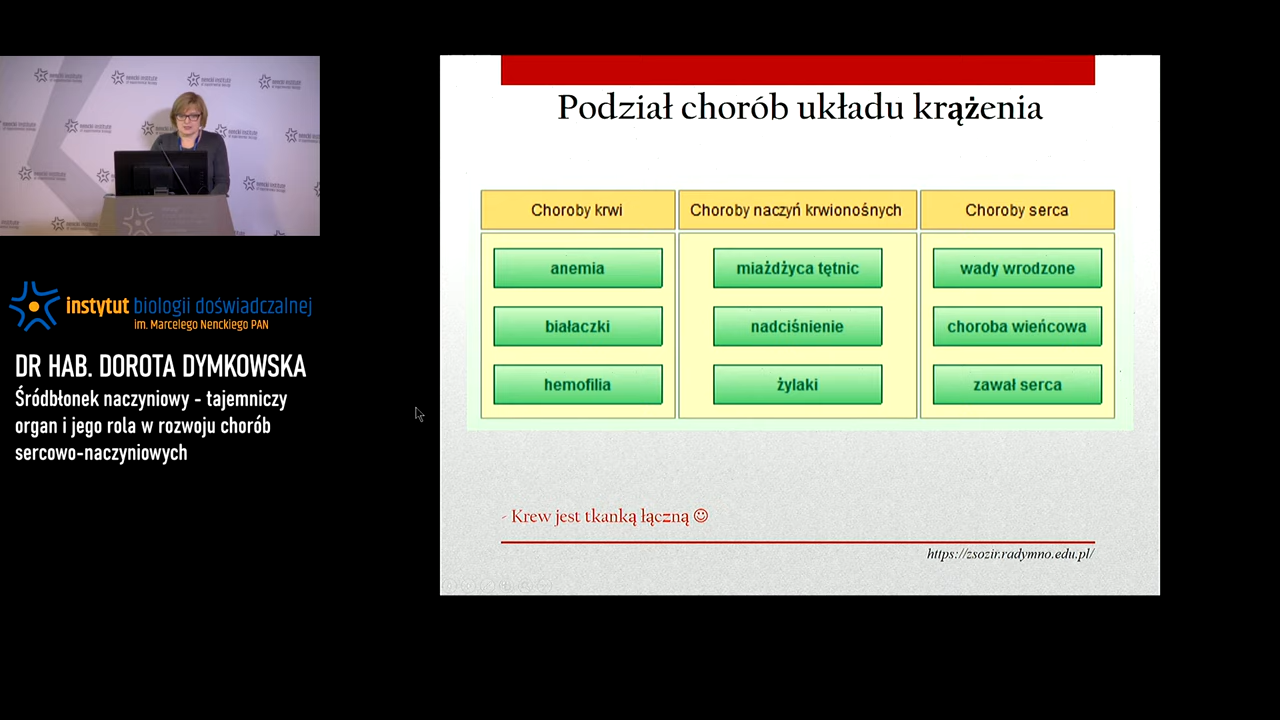 nencki institute
instytut biologii doświadczalnej
im. Marcelego Nenckiego PAN
DR HAB. DOROTA DYMKOWSKA
Śródbłonek naczyniowy - tajemniczy
organ i jego rola w rozwoju chorób
sercowo-naczyniowych
Podział chorób układu krążenia
Choroby krwi
Choroby naczyń krwionośnych
Choroby serca
anemia
miażdżyca tętnic
wady wrodzone
białaczki
nadciśnienie
choroba wieńcowa
hemofilia
żylaki
zawał serca
- Krew jest tkanką łączną ☺
https://zsozir.radymno.edu.pl/